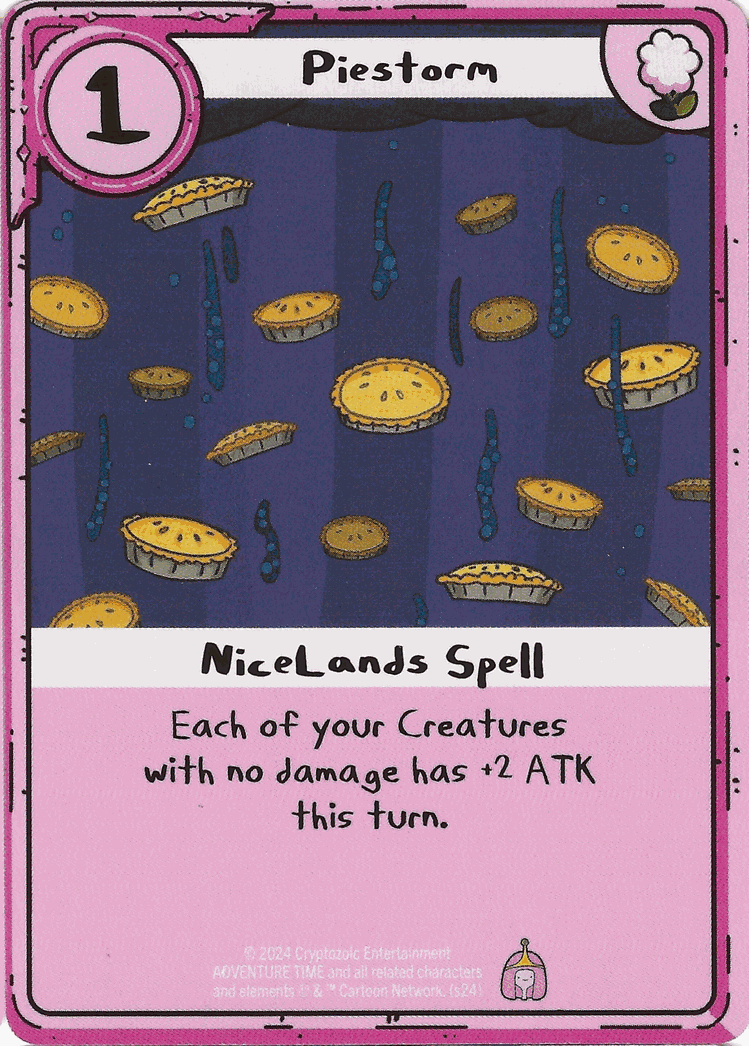 1
Piestorm
NiceLands Spell
Each of your Creatures
with no damage has +2 ATK
this turn.
© 2024 Cryptozoic Entertainment
ADVENTURE TIME and all related characters
and elements © & ™ Cartoon Network. (s24)